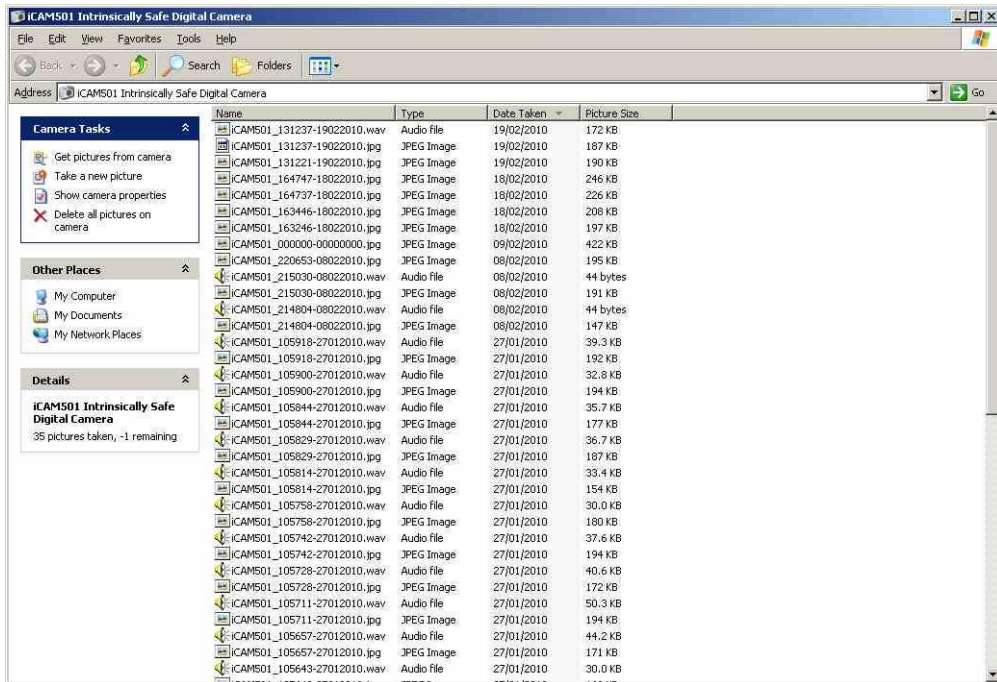 iCAM501 Intrinsically Safe Digital Camera
File Edit View Favorites Tools Help
Back Search Folders
Address iCAM501 Intrinsically Safe Digital Camera Go
Camera Tasks
Get pictures from camera
Take a new picture
Show camera properties
Delete all pictures on
camera
Other Places
My Computer
My Documents
My Network Places
Details
iCAM501 Intrinsically Safe
Digital Camera
35 pictures taken, -1 remaining
Name Type Date Taken Picture Size
iCAM501_131237-19022010.wav Audio file 19/02/2010 172 KB
iCAM501_131237-19022010.jpg JPEG Image 19/02/2010 187 KB
iCAM501_131221-19022010.jpg JPEG Image 19/02/2010 190 KB
iCAM501_164747-18022010.jpg JPEG Image 18/02/2010 246 KB
iCAM501_164737-18022010.jpg JPEG Image 18/02/2010 226 KB
iCAM501_163446-18022010.jpg JPEG Image 18/02/2010 208 KB
iCAM501_163246-18022010.jpg JPEG Image 18/02/2010 197 KB
iCAM501_000000-00000000.jpg JPEG Image 09/02/2010 422 KB
iCAM501_220653-08022010.jpg JPEG Image 08/02/2010 195 KB
iCAM501_215030-08022010.wav Audio file 08/02/2010 44 bytes
iCAM501_215030-08022010.jpg JPEG Image 08/02/2010 191 KB
iCAM501_214804-08022010.wav Audio file 08/02/2010 44 bytes
iCAM501_214804-08022010.jpg JPEG Image 08/02/2010 147 KB
iCAM501_105918-27012010.wav Audio file 27/01/2010 39.3 KB
iCAM501_105918-27012010.jpg JPEG Image 27/01/2010 192 KB
iCAM501_105900-27012010.wav Audio file 27/01/2010 32.8 KB
iCAM501_105900-27012010.jpg JPEG Image 27/01/2010 194 KB
iCAM501_105844-27012010.wav Audio file 27/01/2010 35.7 KB
iCAM501_105844-27012010.jpg JPEG Image 27/01/2010 177 KB
iCAM501_105829-27012010.wav Audio file 27/01/2010 36.7 KB
iCAM501_105829-27012010.jpg JPEG Image 27/01/2010 187 KB
iCAM501_105814-27012010.wav Audio file 27/01/2010 33.4 KB
iCAM501_105814-27012010.jpg JPEG Image 27/01/2010 154 KB
iCAM501_105758-27012010.wav Audio file 27/01/2010 30.0 KB
iCAM501_105758-27012010.jpg JPEG Image 27/01/2010 180 KB
iCAM501_105742-27012010.wav Audio file 27/01/2010 37.6 KB
iCAM501_105742-27012010.jpg JPEG Image 27/01/2010 194 KB
iCAM501_105728-27012010.wav Audio file 27/01/2010 40.6 KB
iCAM501_105728-27012010.jpg JPEG Image 27/01/2010 172 KB
iCAM501_105711-27012010.wav Audio file 27/01/2010 50.3 KB
iCAM501_105711-27012010.jpg JPEG Image 27/01/2010 194 KB
iCAM501_105657-27012010.wav Audio file 27/01/2010 44.2 KB
iCAM501_105657-27012010.jpg JPEG Image 27/01/2010 171 KB
iCAM501_105643-27012010.wav Audio file 27/01/2010 30.0 KB